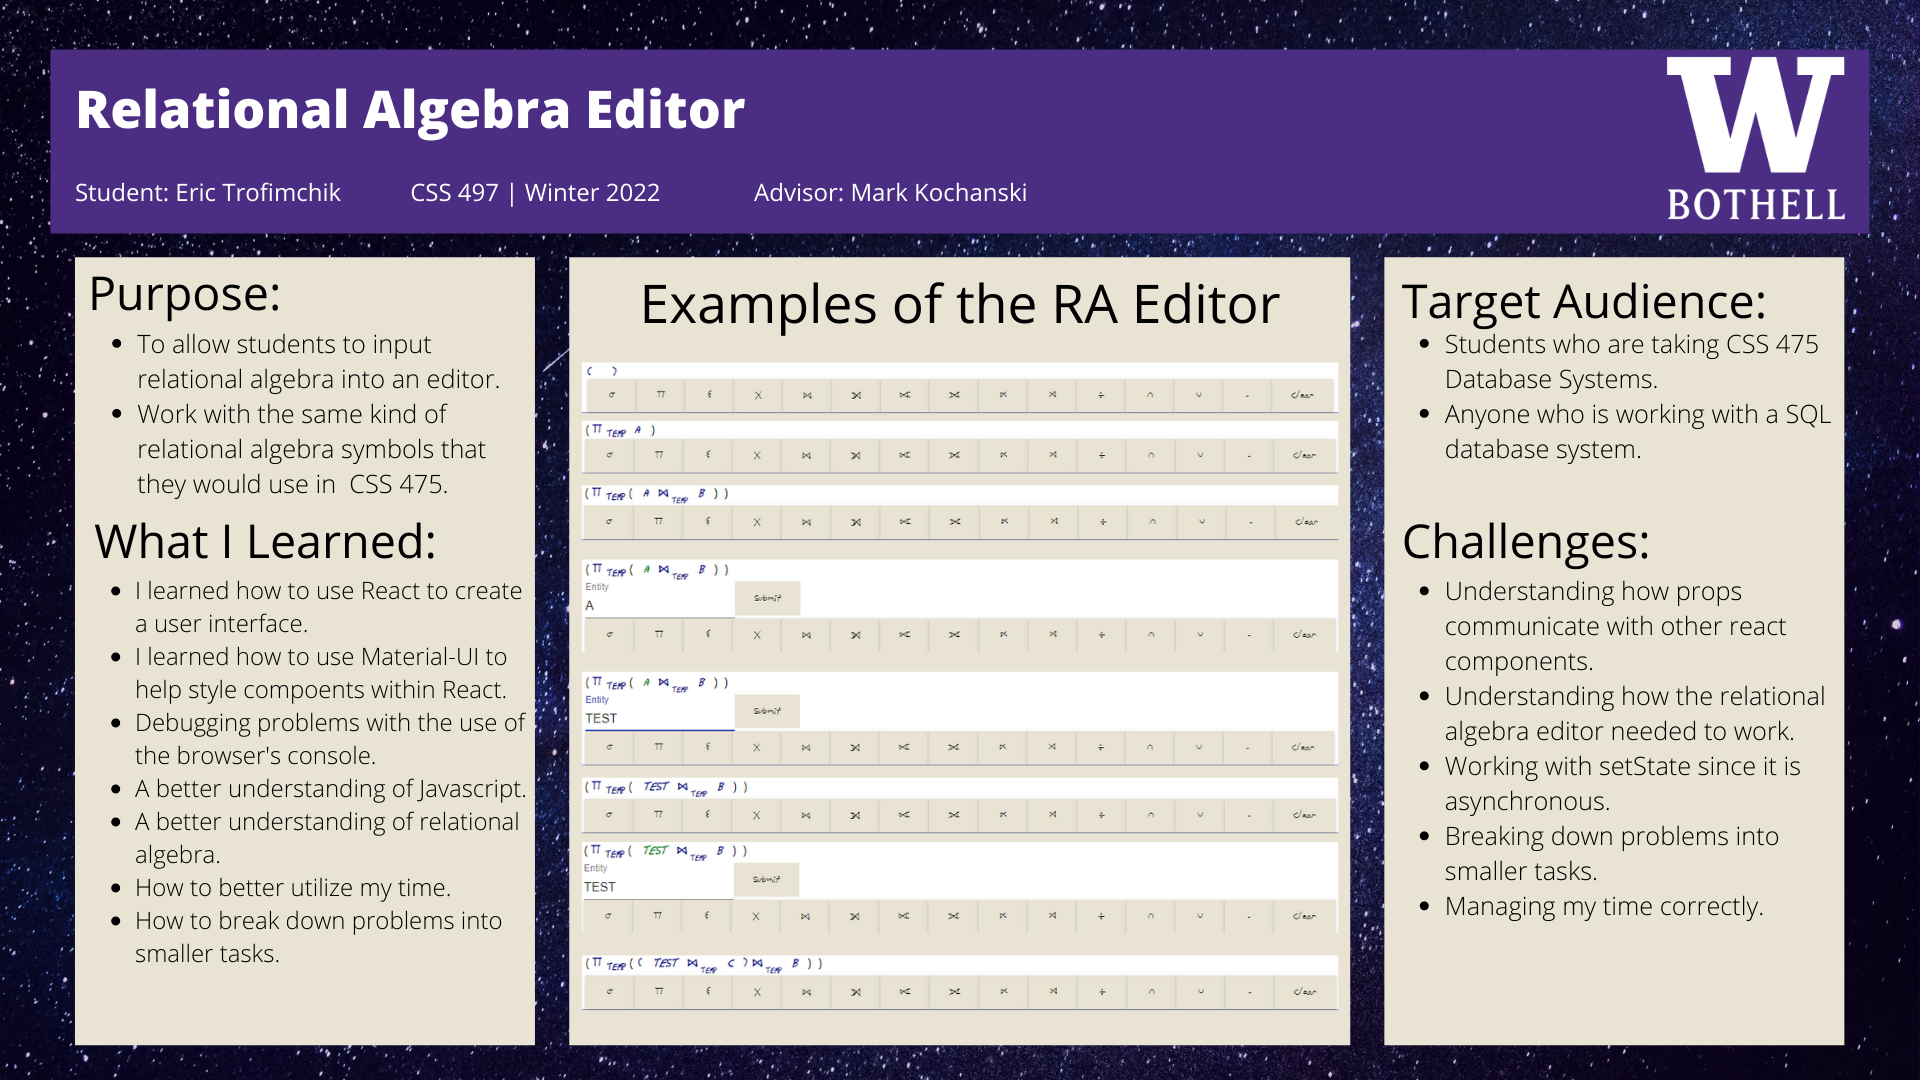 Relational Algebra Editor
Student: Eric Trofimchik CSS 497 | Winter 2022 Advisor: Mark Kochanski
W
BOTHELL
Purpose:
• To allow students to input
relational algebra into an editor.
• Work with the same kind of
relational algebra symbols that
they would use in CSS 475.
What I Learned:
• I learned how to use React to create
a user interface.
• I learned how to use Material-UI to
help style compoents within React.
• Debugging problems with the use of
the browser's console.
• A better understanding of Javascript.
• A better understanding of relational
algebra.
• How to better utilize my time.
• How to break down problems into
smaller tasks.
Examples of the RA Editor
( )
σ π ξ X ⋈ ⟗ ⟕ ÷ ∩ ∪ - Clear
( π TEMP A )
σ π ξ X ⋈ ÷ ∩ ∪ - Clear
( π TEMP ( A ⋈ TEMP B ) )
σ π ξ X ⋈ ÷ ∩ ∪ - Clear
( π TEMP ( A ⋈ TEMP B ) )
Entity
A Submit
σ π ξ X ⋈ ÷ ∩ ∪ - Clear
( π TEMP ( A ⋈ TEMP B ) )
Entity
TEST Submit
σ π ξ X ⋈ ÷ ∩ ∪ - Clear
( π TEMP ( TEST ⋈ TEMP B ) )
σ π ξ X ⋈ ÷ ∩ ∪ - Clear
( π TEMP ( TEST ⋈ TEMP B ) )
Entity
TEST Submit
σ π ξ X ⋈ ÷ ∩ ∪ - Clear
( π TEMP ( ( TEST ⋈ TEMP C ) ⋈ TEMP B ) )
σ π ξ X ⋈ ÷ ∩ ∪ - Clear
Target Audience:
• Students who are taking CSS 475
Database Systems.
• Anyone who is working with a SQL
database system.
Challenges:
• Understanding how props
communicate with other react
components.
• Understanding how the relational
algebra editor needed to work.
• Working with setState since it is
asynchronous.
• Breaking down problems into
smaller tasks.
• Managing my time correctly.